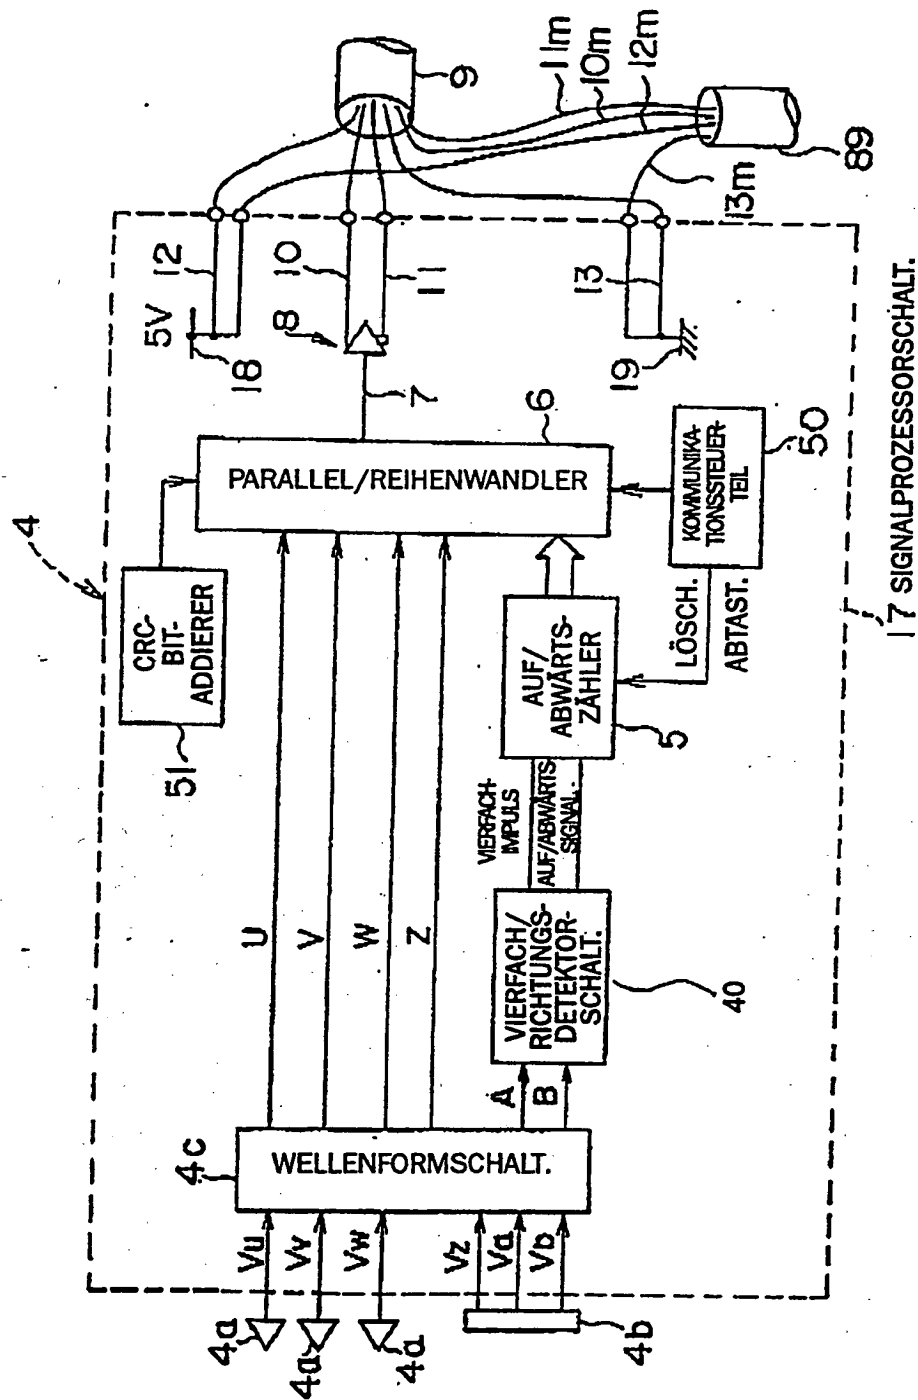 4
51
CRC-
BIT-
ADDIERER
5V
18
12
8
10
11
7
6
PARALLEL/REIHENWANDLER
9
11m
10m
12m
13m
89
13
19
KOMMUNIKA-
TIONSSTEUER-
TEIL
50
LÖSCH.
ABTAST.
AUF/
ABWÄRTS-
ZÄHLER
5
VIERFACH-
IMPULS
AUF/ABWÄRTS-
SIGNAL.
U
V
W
Z
VIERFACH/
RICHTUNGS-
DETEKTOR-
SCHALT.
40
A
B
4c
WELLENFORMSCHALT.
Vu
Vv
Vw
Vz
Va
Vb
4a
4a
4a
4b
17 SIGNALPROZESSORSCHALT.